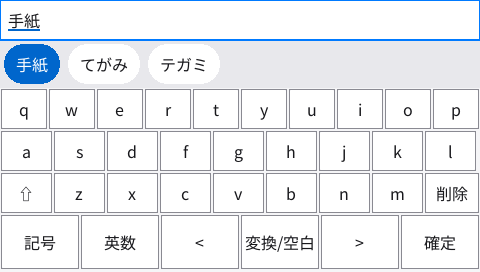 手紙
手紙 てがみ テガミ
q w e r t y u i o p
a s d f g h j k l
⇧ z x c v b n m 削除
記号 英数 < 変換/空白 > 確定